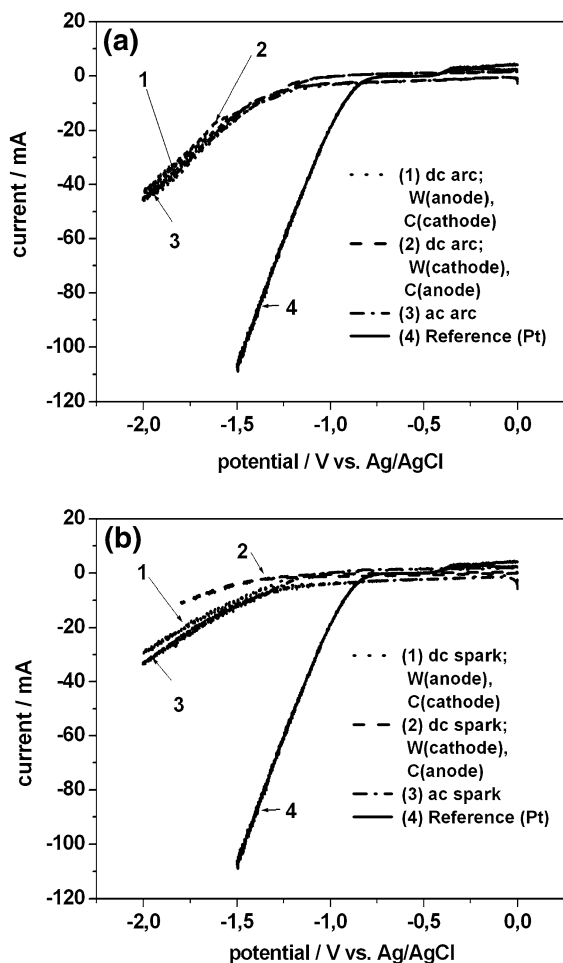 (a)
20
0
-20
-40
-60
-80
-100
-120
current / mA
1
2
3
4
(1) dc arc;
W(anode),
C(cathode)
(2) dc arc;
W(cathode),
C(anode)
(3) ac arc
(4) Reference (Pt)
-2,0
-1,5
-1,0
-0,5
0,0
potential / V vs. Ag/AgCl
(b)
20
0
-20
-40
-60
-80
-100
-120
current / mA
1
2
3
4
(1) dc spark;
W(anode),
C(cathode)
(2) dc spark;
W(cathode),
C(anode)
(3) ac spark
(4) Reference (Pt)
-2,0
-1,5
-1,0
-0,5
0,0
potential / V vs. Ag/AgCl